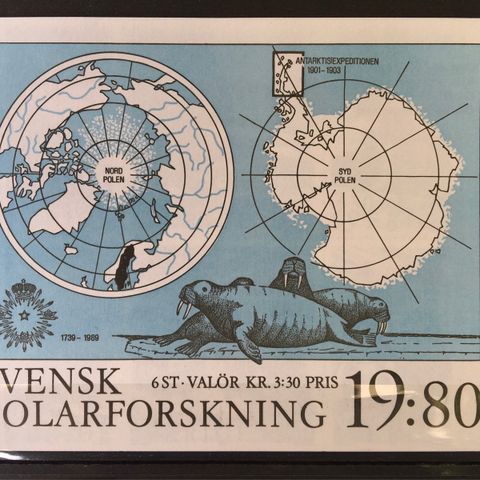 ANTARKTISEXPEDITIONEN
1901–1903
NORD
POLEN
SYD
POLEN
1739–1989
VENSK
6 ST · VALÖR KR. 3:30 PRIS
19:80
OLARFORSKNING